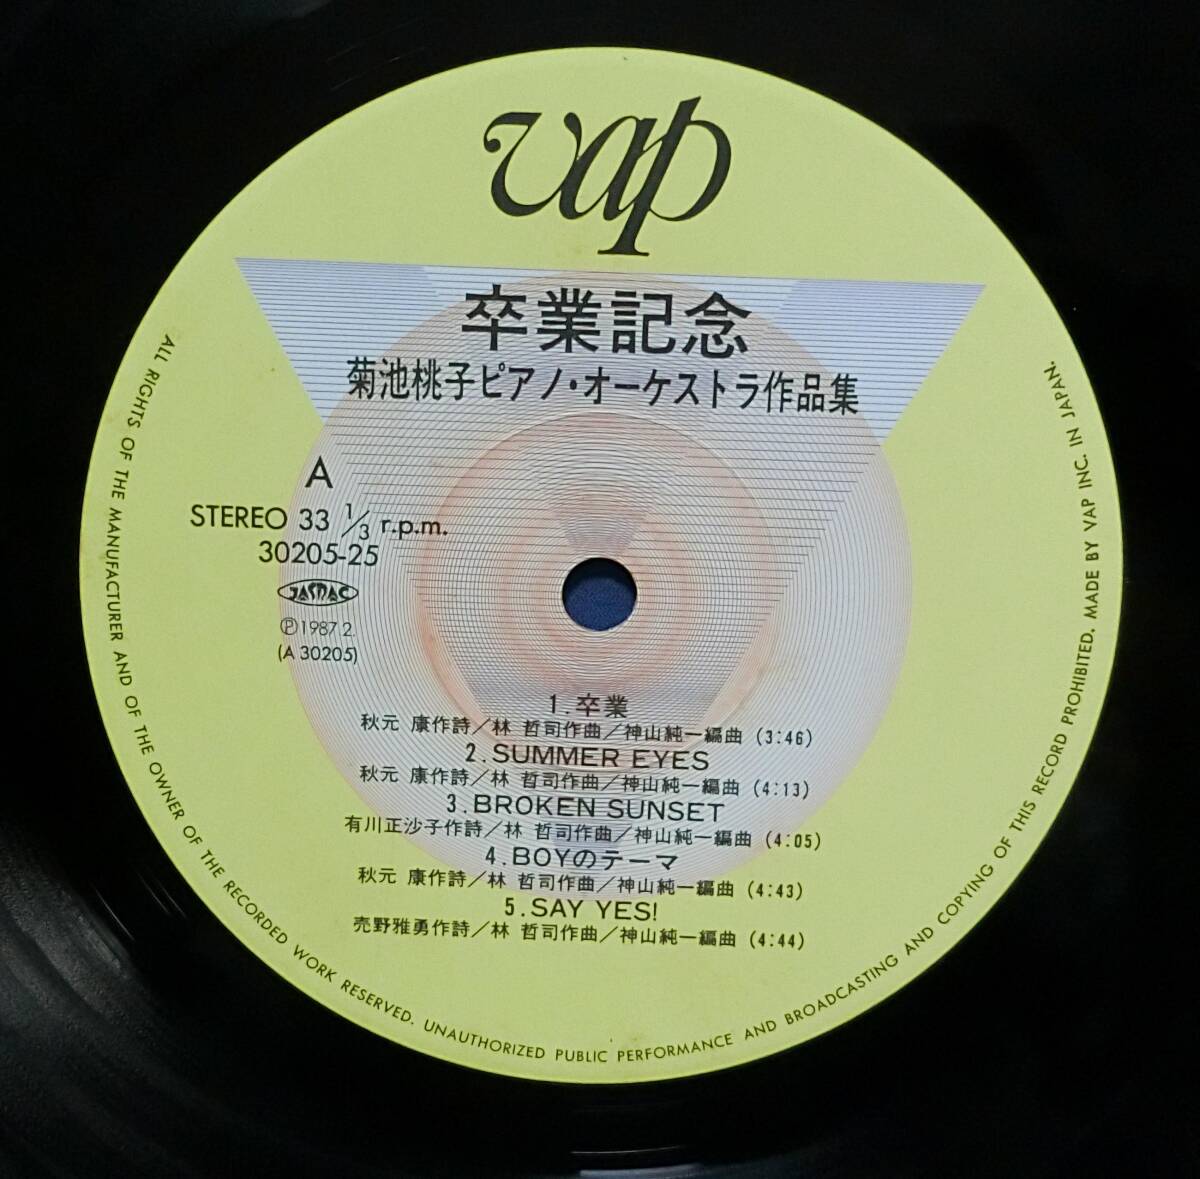 vap
卒業記念
菊池桃子ピアノ・オーケストラ作品集
A
STEREO 33 1/3 r.p.m.
30205-25
JASRAC
Ⓟ1987.2.
(A 30205)
1.卒業
秋元 康作詩／林 哲司作曲／神山純一編曲 (3:46)
2.SUMMER EYES
秋元 康作詩／林 哲司作曲／神山純一編曲 (4:13)
3.BROKEN SUNSET
有川正沙子作詩／林 哲司作曲／神山純一編曲 (4:05)
4.BOYのテーマ
秋元 康作詩／林 哲司作曲／神山純一編曲 (4:43)
5.SAY YES!
売野雅勇作詩／林 哲司作曲／神山純一編曲 (4:44)
ALL RIGHTS OF THE MANUFACTURER AND OF THE OWNER OF THE RECORDED WORK RESERVED. UNAUTHORIZED PUBLIC PERFORMANCE AND BROADCASTING AND COPYING OF THIS RECORD PROHIBITED. MADE BY VAP INC. IN JAPAN.